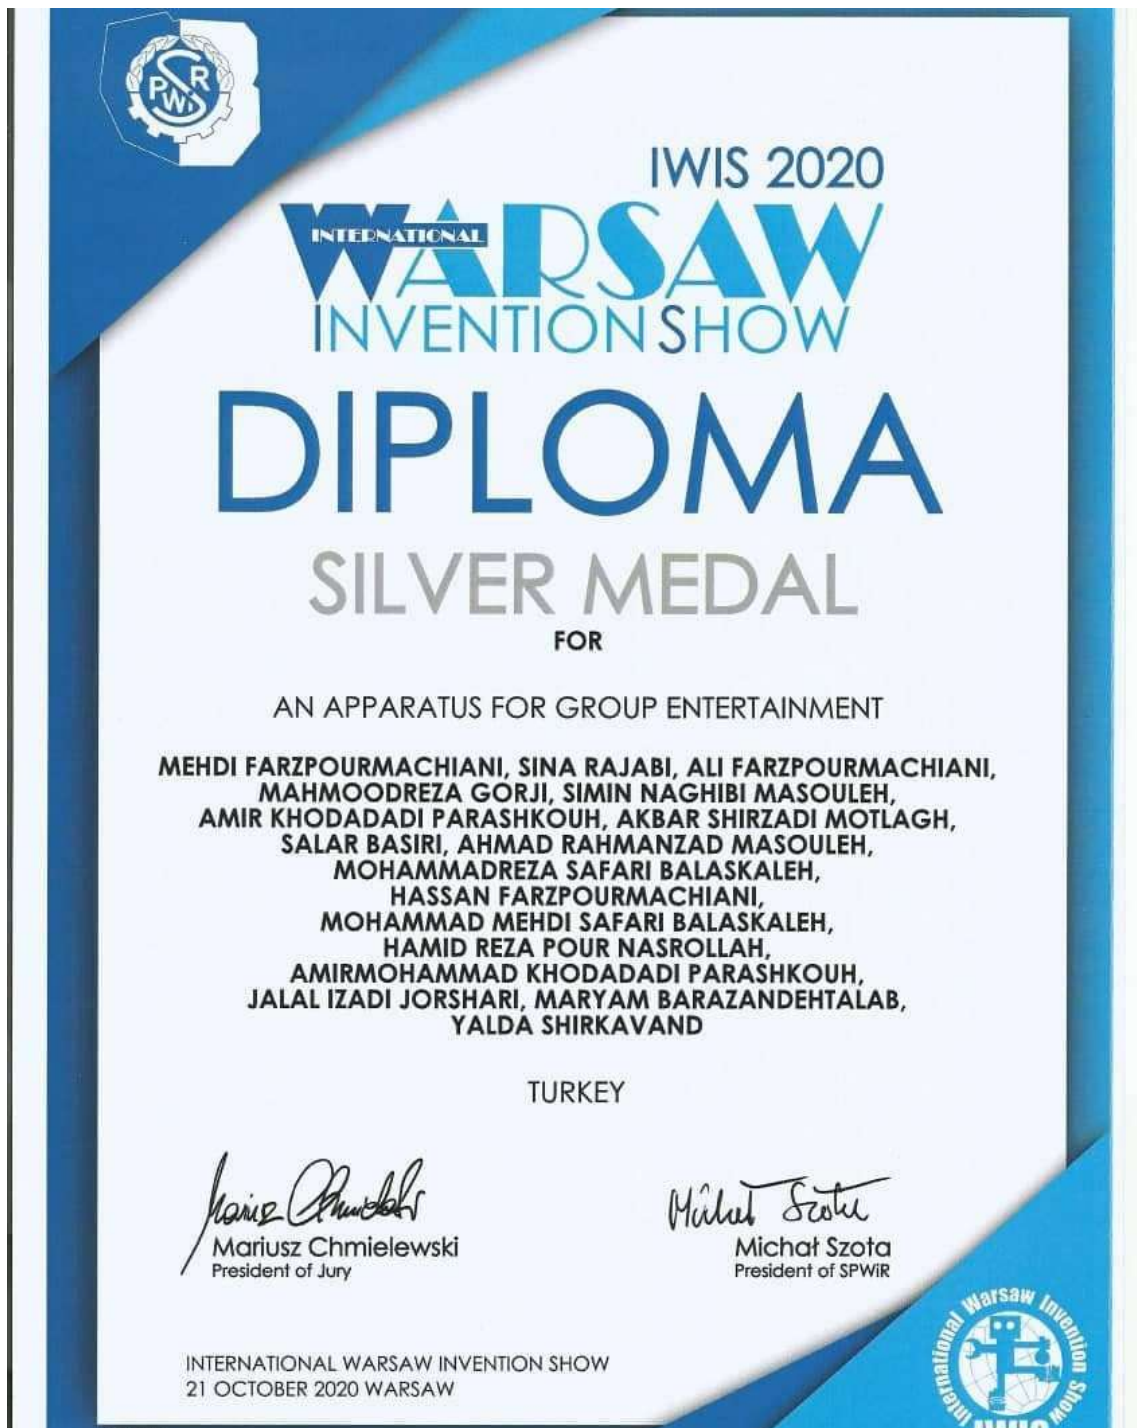 SPWiR
IWIS 2020
INTERNATIONAL
WARSAW
INVENTION SHOW
DIPLOMA
SILVER MEDAL
FOR
AN APPARATUS FOR GROUP ENTERTAINMENT
MEHDI FARZPOURMACHIANI, SINA RAJABI, ALI FARZPOURMACHIANI,
MAHMOODREZA GORJI, SIMIN NAGHIBI MASOULEH,
AMIR KHODADADI PARASHKOUH, AKBAR SHIRZADI MOTLAGH,
SALAR BASIRI, AHMAD RAHMANZAD MASOULEH,
MOHAMMADREZA SAFARI BALASKALEH,
HASSAN FARZPOURMACHIANI,
MOHAMMAD MEHDI SAFARI BALASKALEH,
HAMID REZA POUR NASROLLAH,
AMIRMOHAMMAD KHODADADI PARASHKOUH,
JALAL IZADI JORSHARI, MARYAM BARAZANDEHTALAB,
YALDA SHIRKAVAND
TURKEY
Mariusz Chmielewski
President of Jury
Michał Szota
President of SPWiR
INTERNATIONAL WARSAW INVENTION SHOW
21 OCTOBER 2020 WARSAW
International Warsaw Invention Show
IWIS